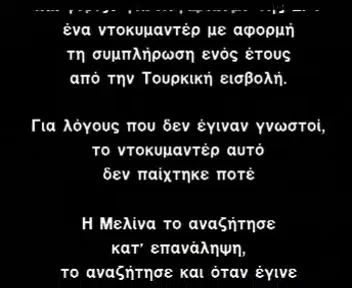 ένα ντοκυμαντέρ με αφορμή
τη συμπλήρωση ενός έτους
από την Τουρκική εισβολή.
Για λόγους που δεν έγιναν γνωστοί,
το ντοκυμαντέρ αυτό
δεν παίχτηκε ποτέ
Η Μελίνα το αναζήτησε
κατ' επανάληψη,
το αναζήτησε και όταν έγινε